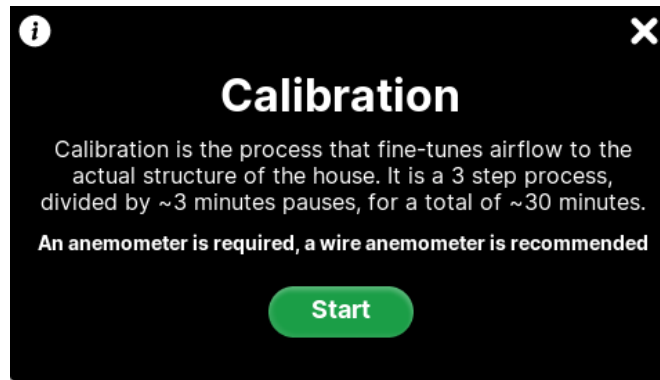 i
Calibration
Calibration is the process that fine-tunes airflow to the
actual structure of the house. It is a 3 step process,
divided by ~3 minutes pauses, for a total of ~30 minutes.
An anemometer is required, a wire anemometer is recommended
Start